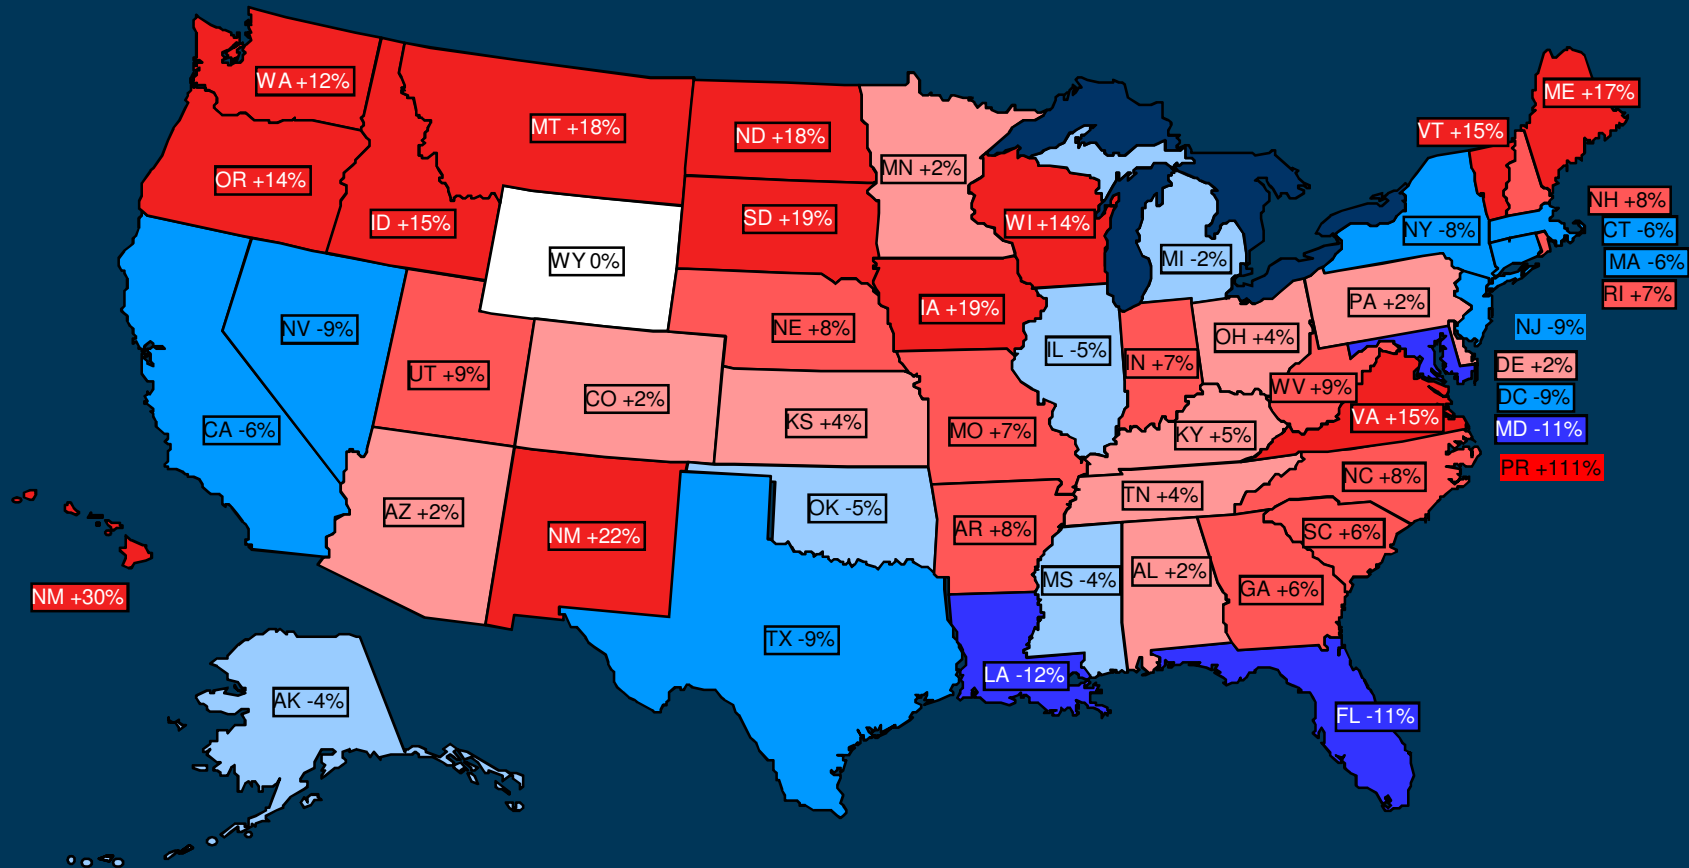 WA +12%
MT +18%
ND +18%
ME +17%
VT +15%
MN +2%
OR +14%
ID +15%
SD +19%
WI +14%
NH +8%
NY -8%
CT -6%
WY 0%
MI -2%
MA -6%
RI +7%
PA +2%
IA +19%
NV -9%
NE +8%
NJ -9%
OH +4%
IL -5%
IN +7%
DE +2%
UT +9%
WV +9%
CO +2%
DC -9%
VA +15%
KS +4%
CA -6%
MO +7%
MD -11%
KY +5%
PR +111%
NC +8%
TN +4%
OK -5%
AZ +2%
AR +8%
SC +6%
NM +22%
AL +2%
MS -4%
GA +6%
NM +30%
TX -9%
LA -12%
AK -4%
FL -11%